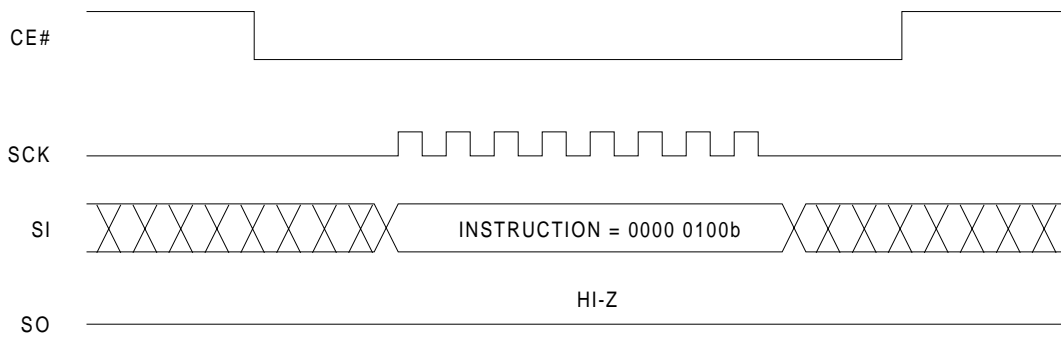 CE#
SCK
SI
INSTRUCTION = 0000 0100b
HI-Z
SO